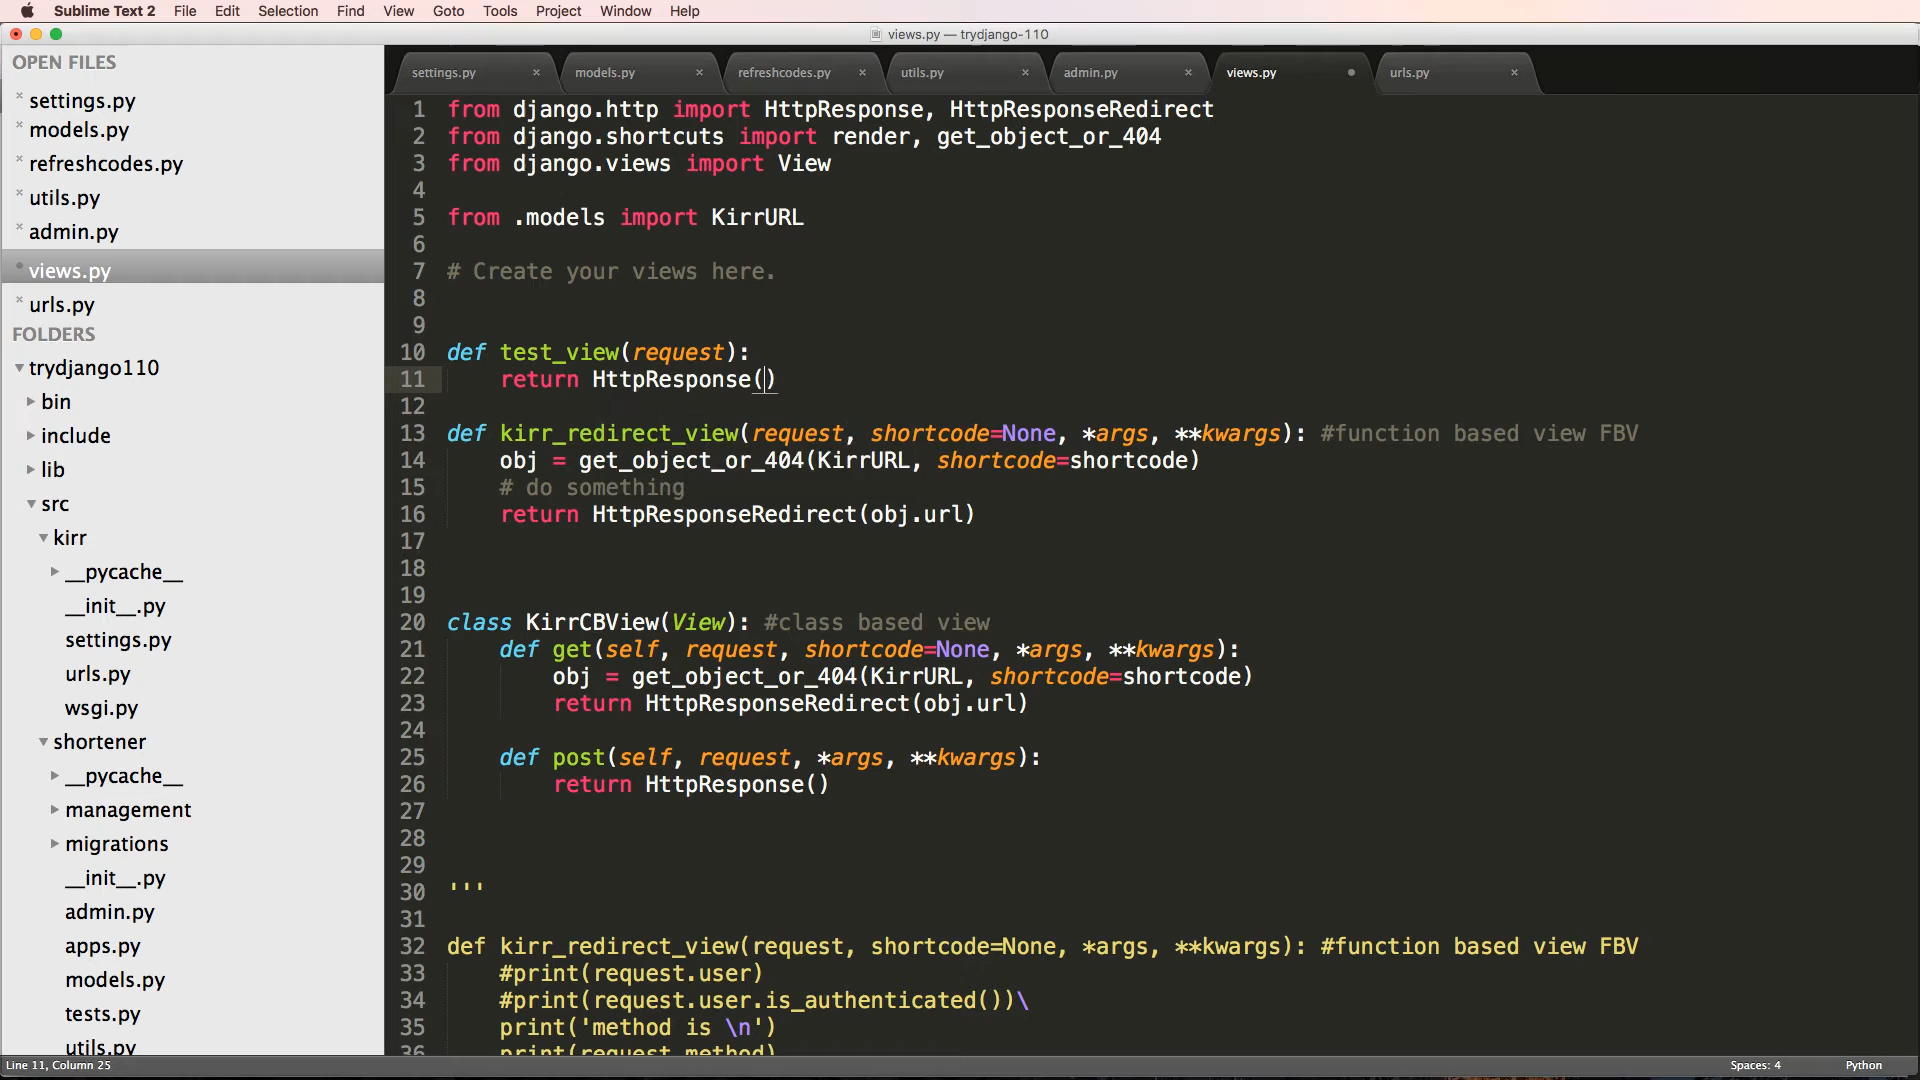 Sublime Text 2 File Edit Selection Find View Goto Tools Project Window Help
views.py — trydjango-110
OPEN FILES
settings.py
models.py
refreshcodes.py
utils.py
admin.py
views.py
urls.py
FOLDERS
trydjango110
bin
include
lib
src
kirr
__pycache__
__init__.py
settings.py
urls.py
wsgi.py
shortener
__pycache__
management
migrations
__init__.py
admin.py
apps.py
models.py
tests.py
utils.py
settings.py models.py refreshcodes.py utils.py admin.py views.py urls.py
1 from django.http import HttpResponse, HttpResponseRedirect
2 from django.shortcuts import render, get_object_or_404
3 from django.views import View
4
5 from .models import KirrURL
6
7 # Create your views here.
8
9
10 def test_view(request):
11     return HttpResponse()
12
13 def kirr_redirect_view(request, shortcode=None, *args, **kwargs): #function based view FBV
14     obj = get_object_or_404(KirrURL, shortcode=shortcode)
15     # do something
16     return HttpResponseRedirect(obj.url)
17
18
19
20 class KirrCBView(View): #class based view
21     def get(self, request, shortcode=None, *args, **kwargs):
22         obj = get_object_or_404(KirrURL, shortcode=shortcode)
23         return HttpResponseRedirect(obj.url)
24
25     def post(self, request, *args, **kwargs):
26         return HttpResponse()
27
28
29
30 '''
31
32 def kirr_redirect_view(request, shortcode=None, *args, **kwargs): #function based view FBV
33     #print(request.user)
34     #print(request.user.is_authenticated())\
35     print('method is \n')
36     print(request.method)
Line 11, Column 25 Spaces: 4 Python